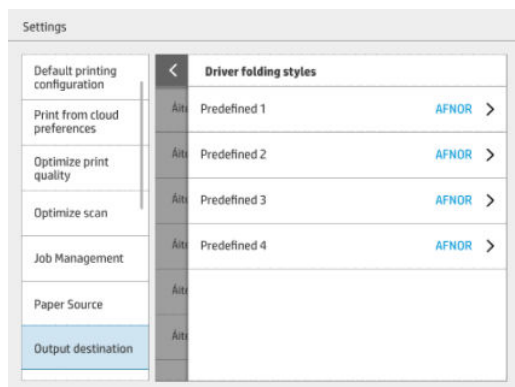 Settings
Default printing
configuration
Print from cloud
preferences
Optimize print
quality
Optimize scan
Job Management
Paper Source
Output destination
Driver folding styles
Predefined 1 AFNOR
Predefined 2 AFNOR
Predefined 3 AFNOR
Predefined 4 AFNOR